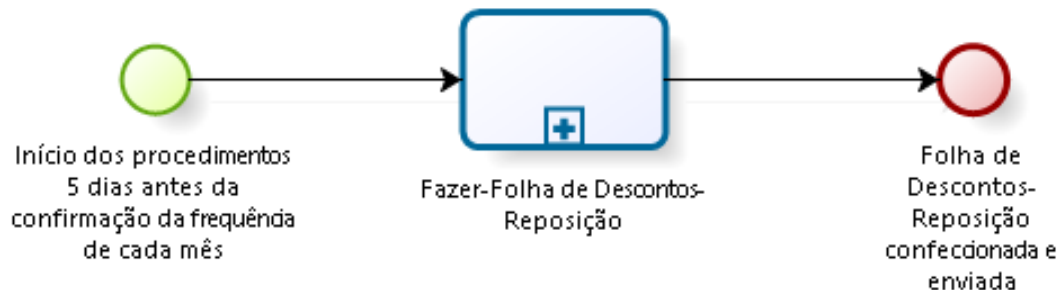 Início dos procedimentos
5 dias antes da
confirmação da frequência
de cada mês
Fazer-Folha de Descontos-
Reposição
Folha de
Descontos-
Reposição
confeccionada e
enviada